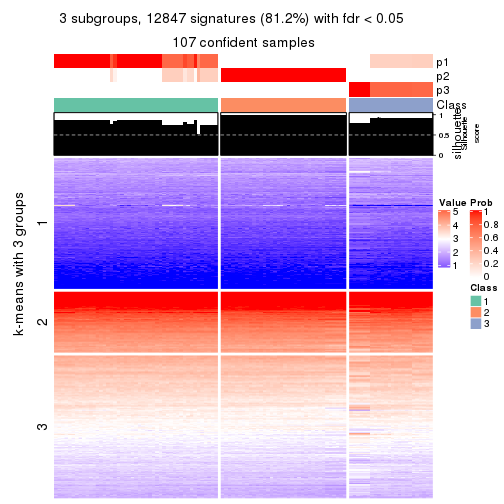 3 subgroups, 12847 signatures (81.2%) with fdr < 0.05
107 confident samples
p1
p2
p3
Class
1
0.5
0
silhouette
Silhouette
score
k-means with 3 groups
1
2
3
Value
5
4
3
2
1
Prob
1
0.8
0.6
0.4
0.2
0
Class
1
2
3